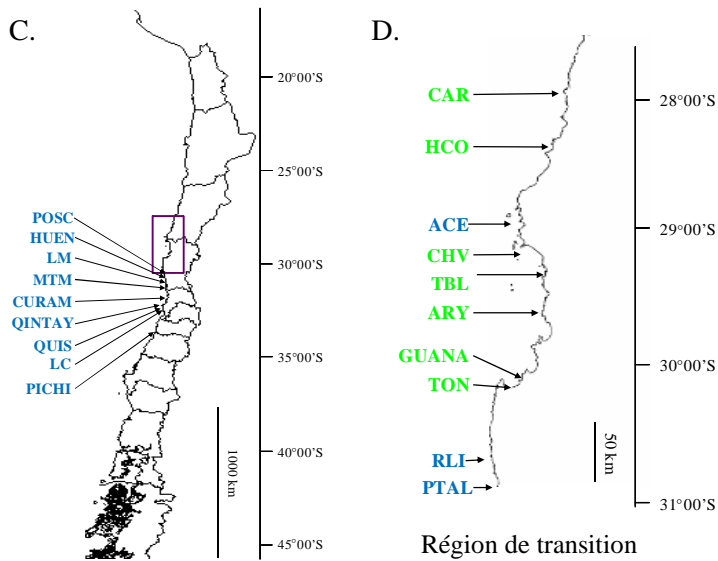 C.
20°00'S
25°00'S
30°00'S
35°00'S
40°00'S
45°00'S
POSC
HUEN
LM
MTM
CURAM
QINTAY
QUIS
LC
PICHI
1000 km
D.
CAR
HCO
ACE
CHV
TBL
ARY
GUANA
TON
RLI
PTAL
28°00'S
29°00'S
30°00'S
31°00'S
50 km
Région de transition